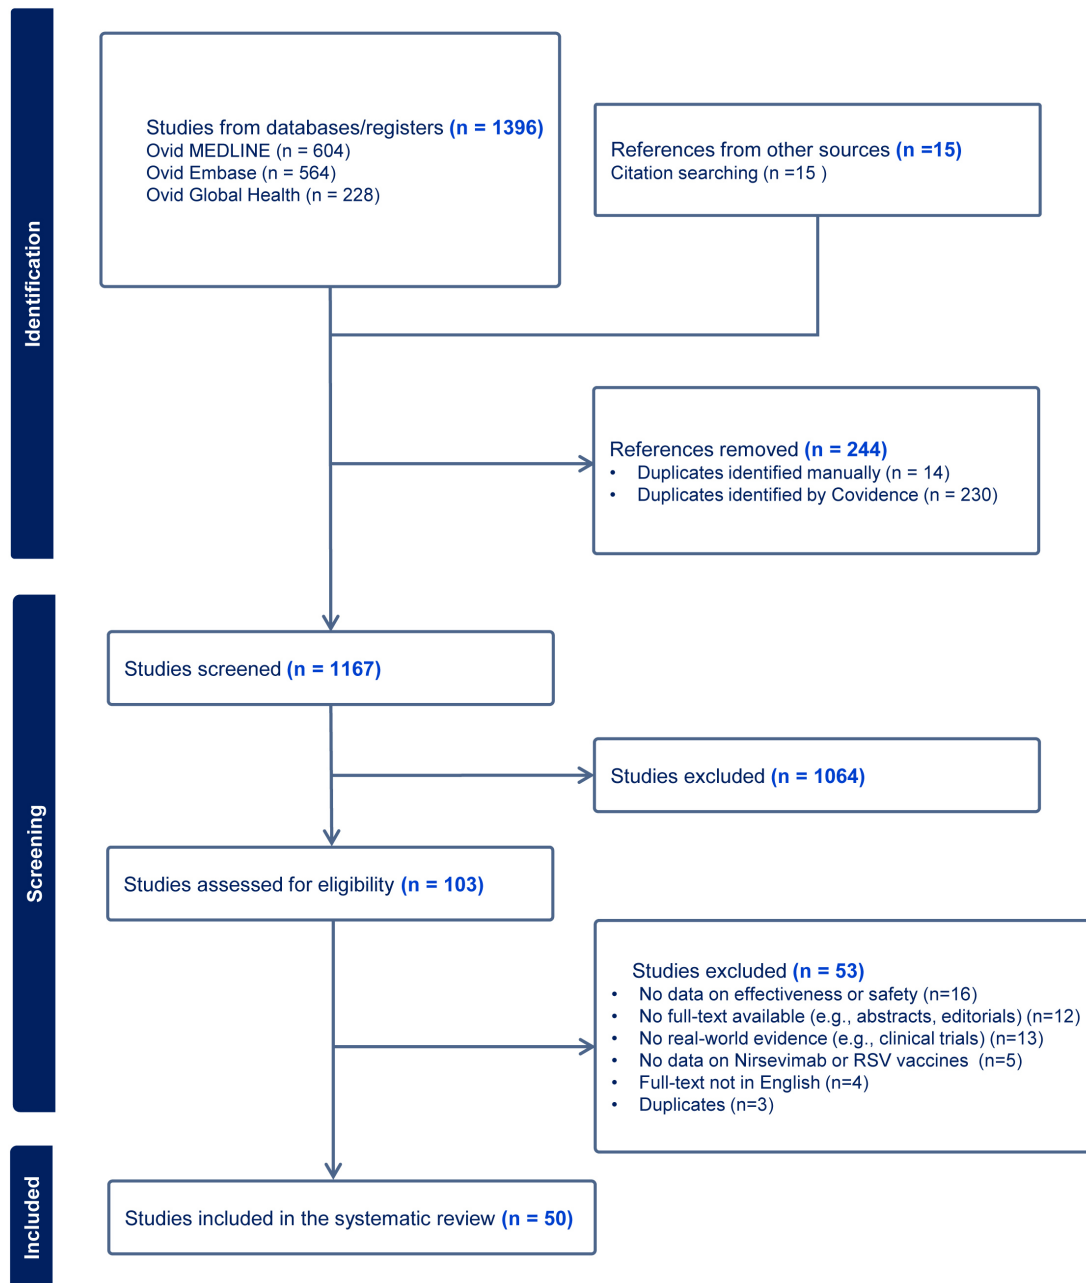 Identification
Studies from databases/registers (n = 1396)
Ovid MEDLINE (n = 604)
Ovid Embase (n = 564)
Ovid Global Health (n = 228)
References from other sources (n =15)
Citation searching (n =15 )
References removed (n = 244)
• Duplicates identified manually (n = 14)
• Duplicates identified by Covidence (n = 230)
Screening
Studies screened (n = 1167)
Studies excluded (n = 1064)
Studies assessed for eligibility (n = 103)
Studies excluded (n = 53)
• No data on effectiveness or safety (n=16)
• No full-text available (e.g., abstracts, editorials) (n=12)
• No real-world evidence (e.g., clinical trials) (n=13)
• No data on Nirsevimab or RSV vaccines (n=5)
• Full-text not in English (n=4)
• Duplicates (n=3)
Included
Studies included in the systematic review (n = 50)